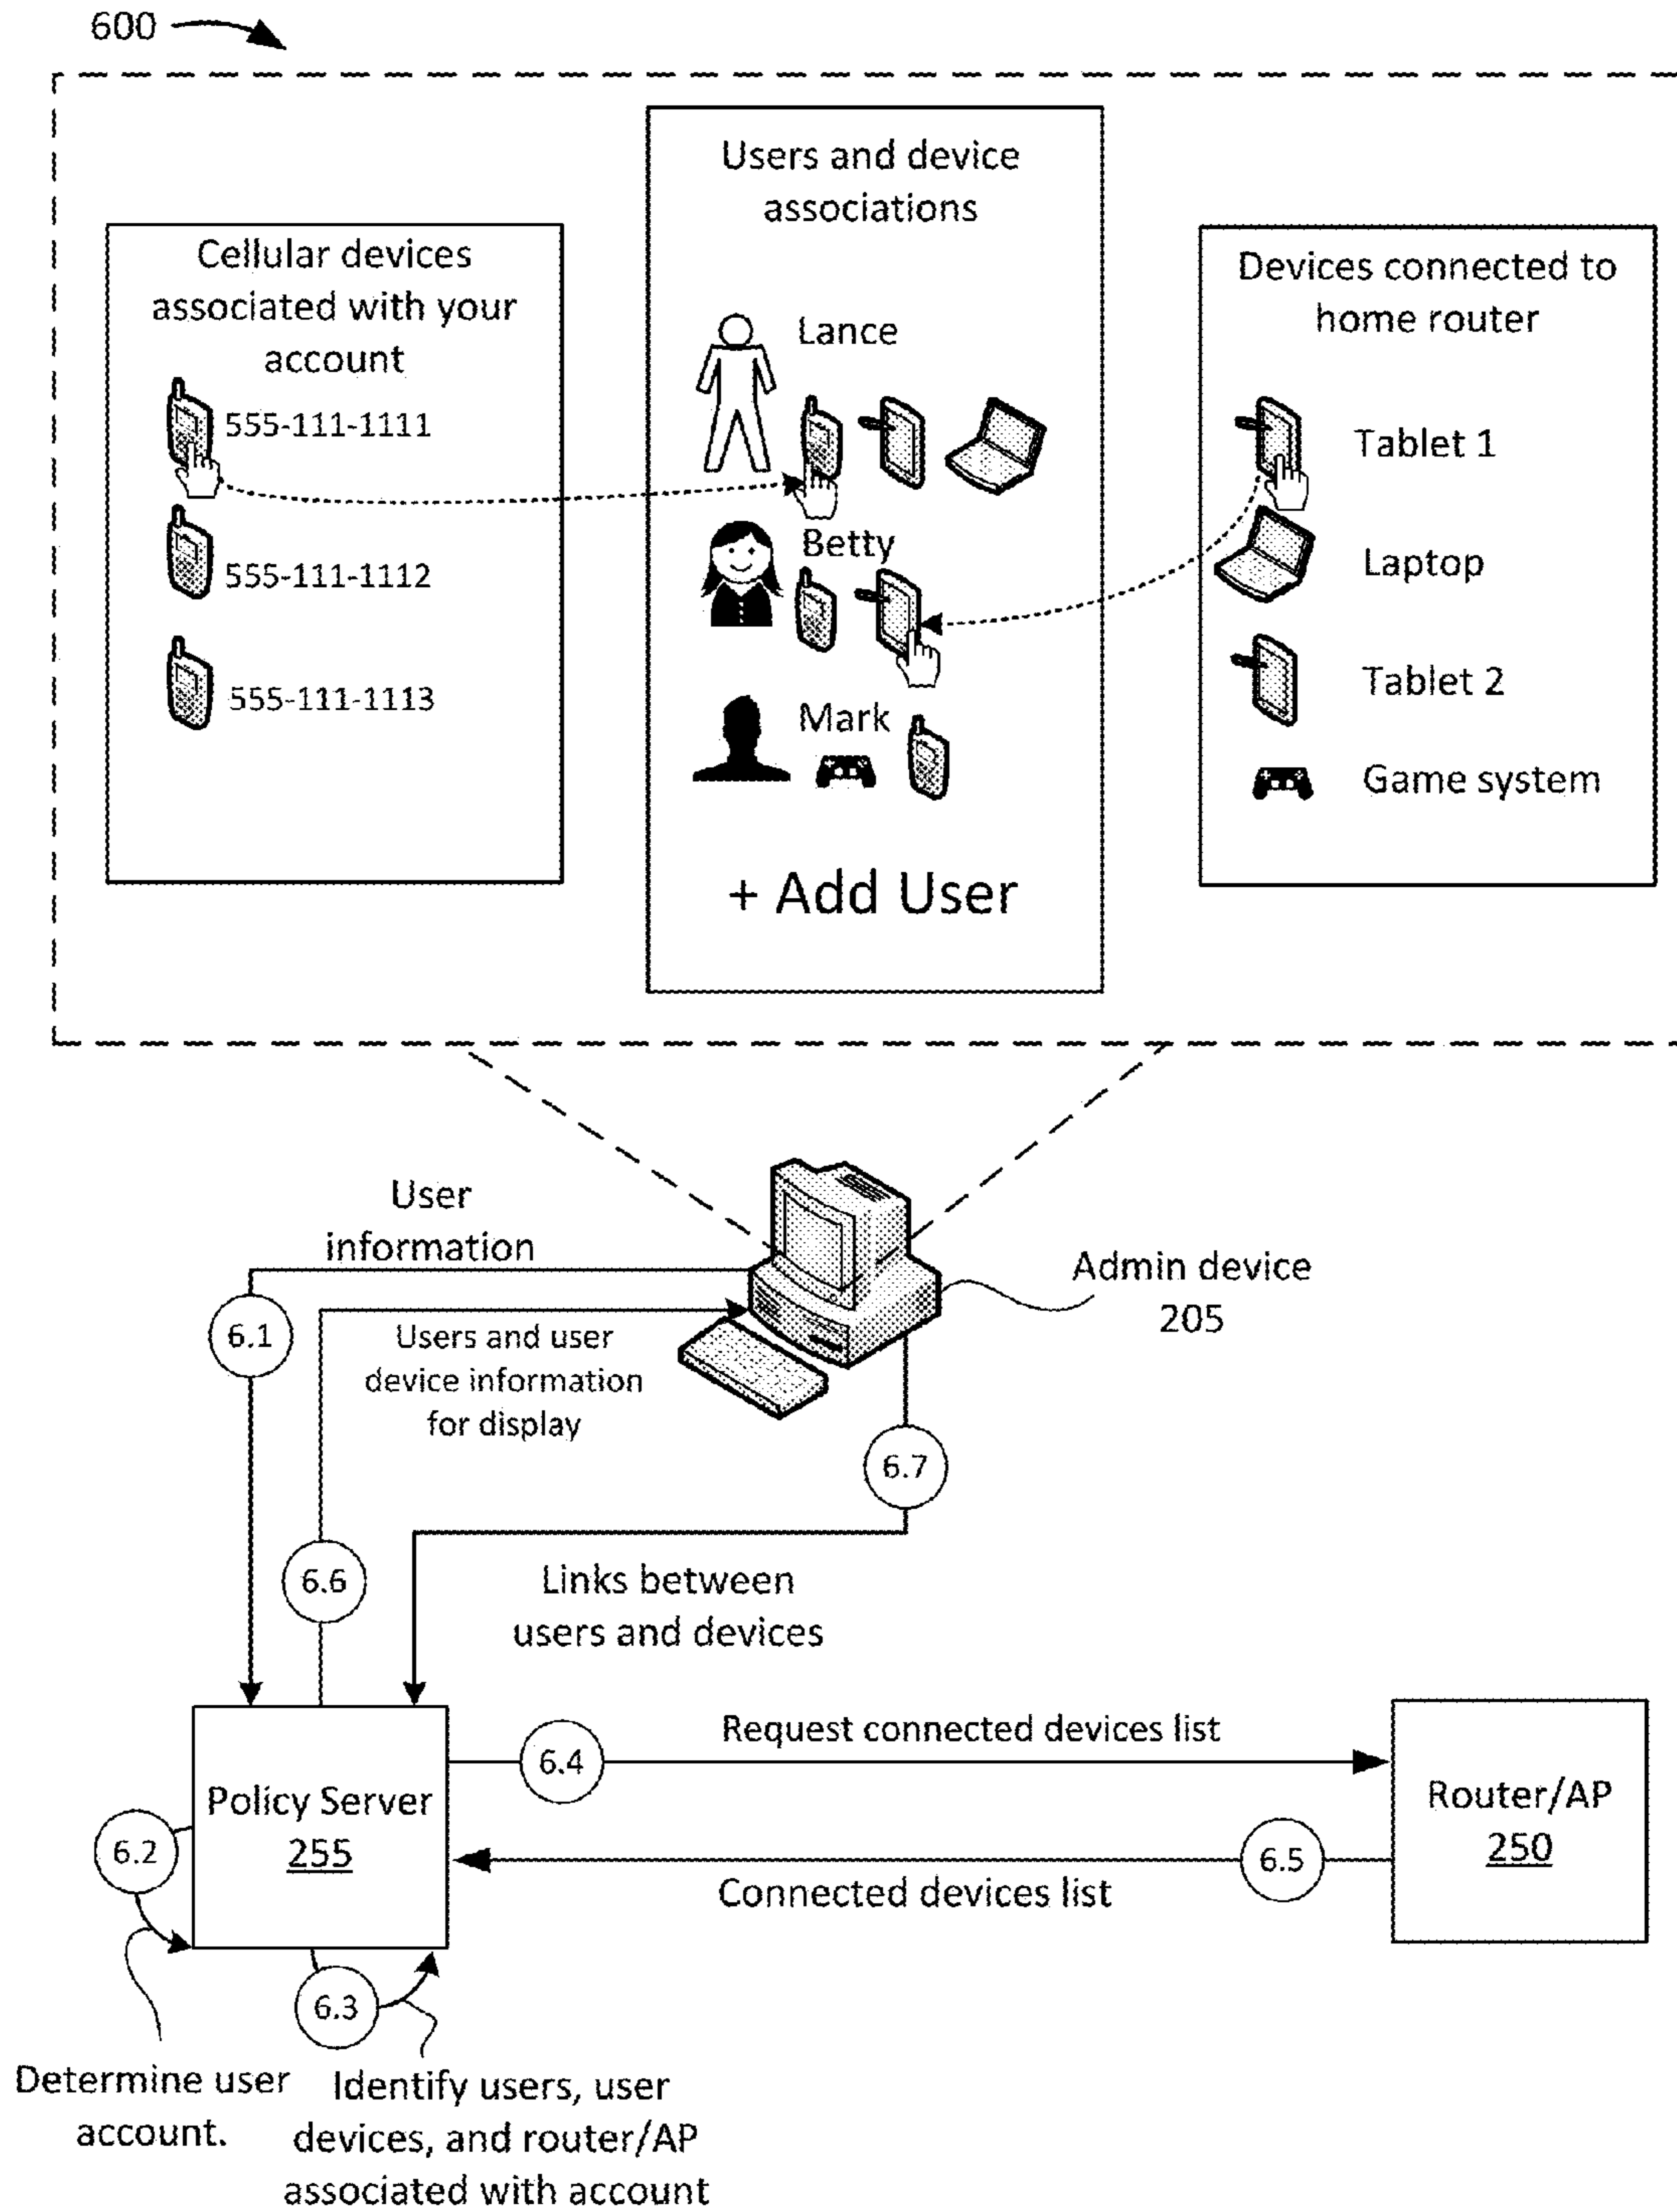 600
Cellular devices
associated with your
account
555-111-1111
555-111-1112
555-111-1113
Users and device
associations
Lance
Betty
Mark
+ Add User
Devices connected to
home router
Tablet 1
Laptop
Tablet 2
Game system
User
information
6.1
Users and user
device information
for display
Admin device
205
6.7
6.6
Links between
users and devices
Request connected devices list
6.4
Policy Server
255
Router/AP
250
6.2
6.5
Connected devices list
6.3
Determine user
account.
Identify users, user
devices, and router/AP
associated with account